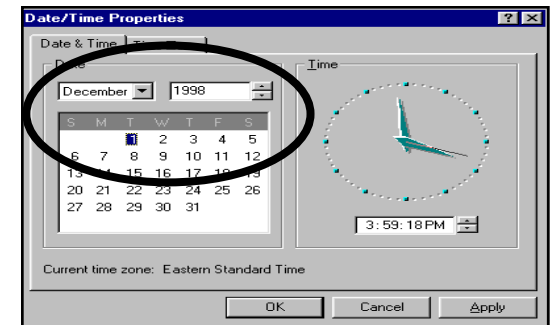 Date/Time Properties
Date & Time
Date
Time
December 1998
S M T W T F S
1 2 3 4 5
6 7 8 9 10 11 12
13 14 15 16 17 18 19
20 21 22 23 24 25 26
27 28 29 30 31
3:59:18 PM
Current time zone: Eastern Standard Time
OK Cancel Apply